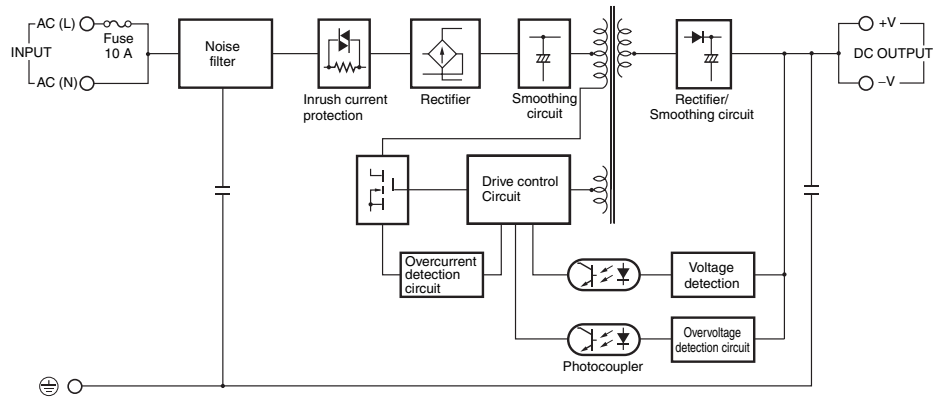 AC (L)
Fuse
10 A
INPUT
AC (N)
Noise
filter
Inrush current
protection
Rectifier
Smoothing
circuit
Rectifier/
Smoothing circuit
+V
DC OUTPUT
–V
Drive control
Circuit
Overcurrent
detection
circuit
Voltage
detection
Overvoltage
detection circuit
Photocoupler